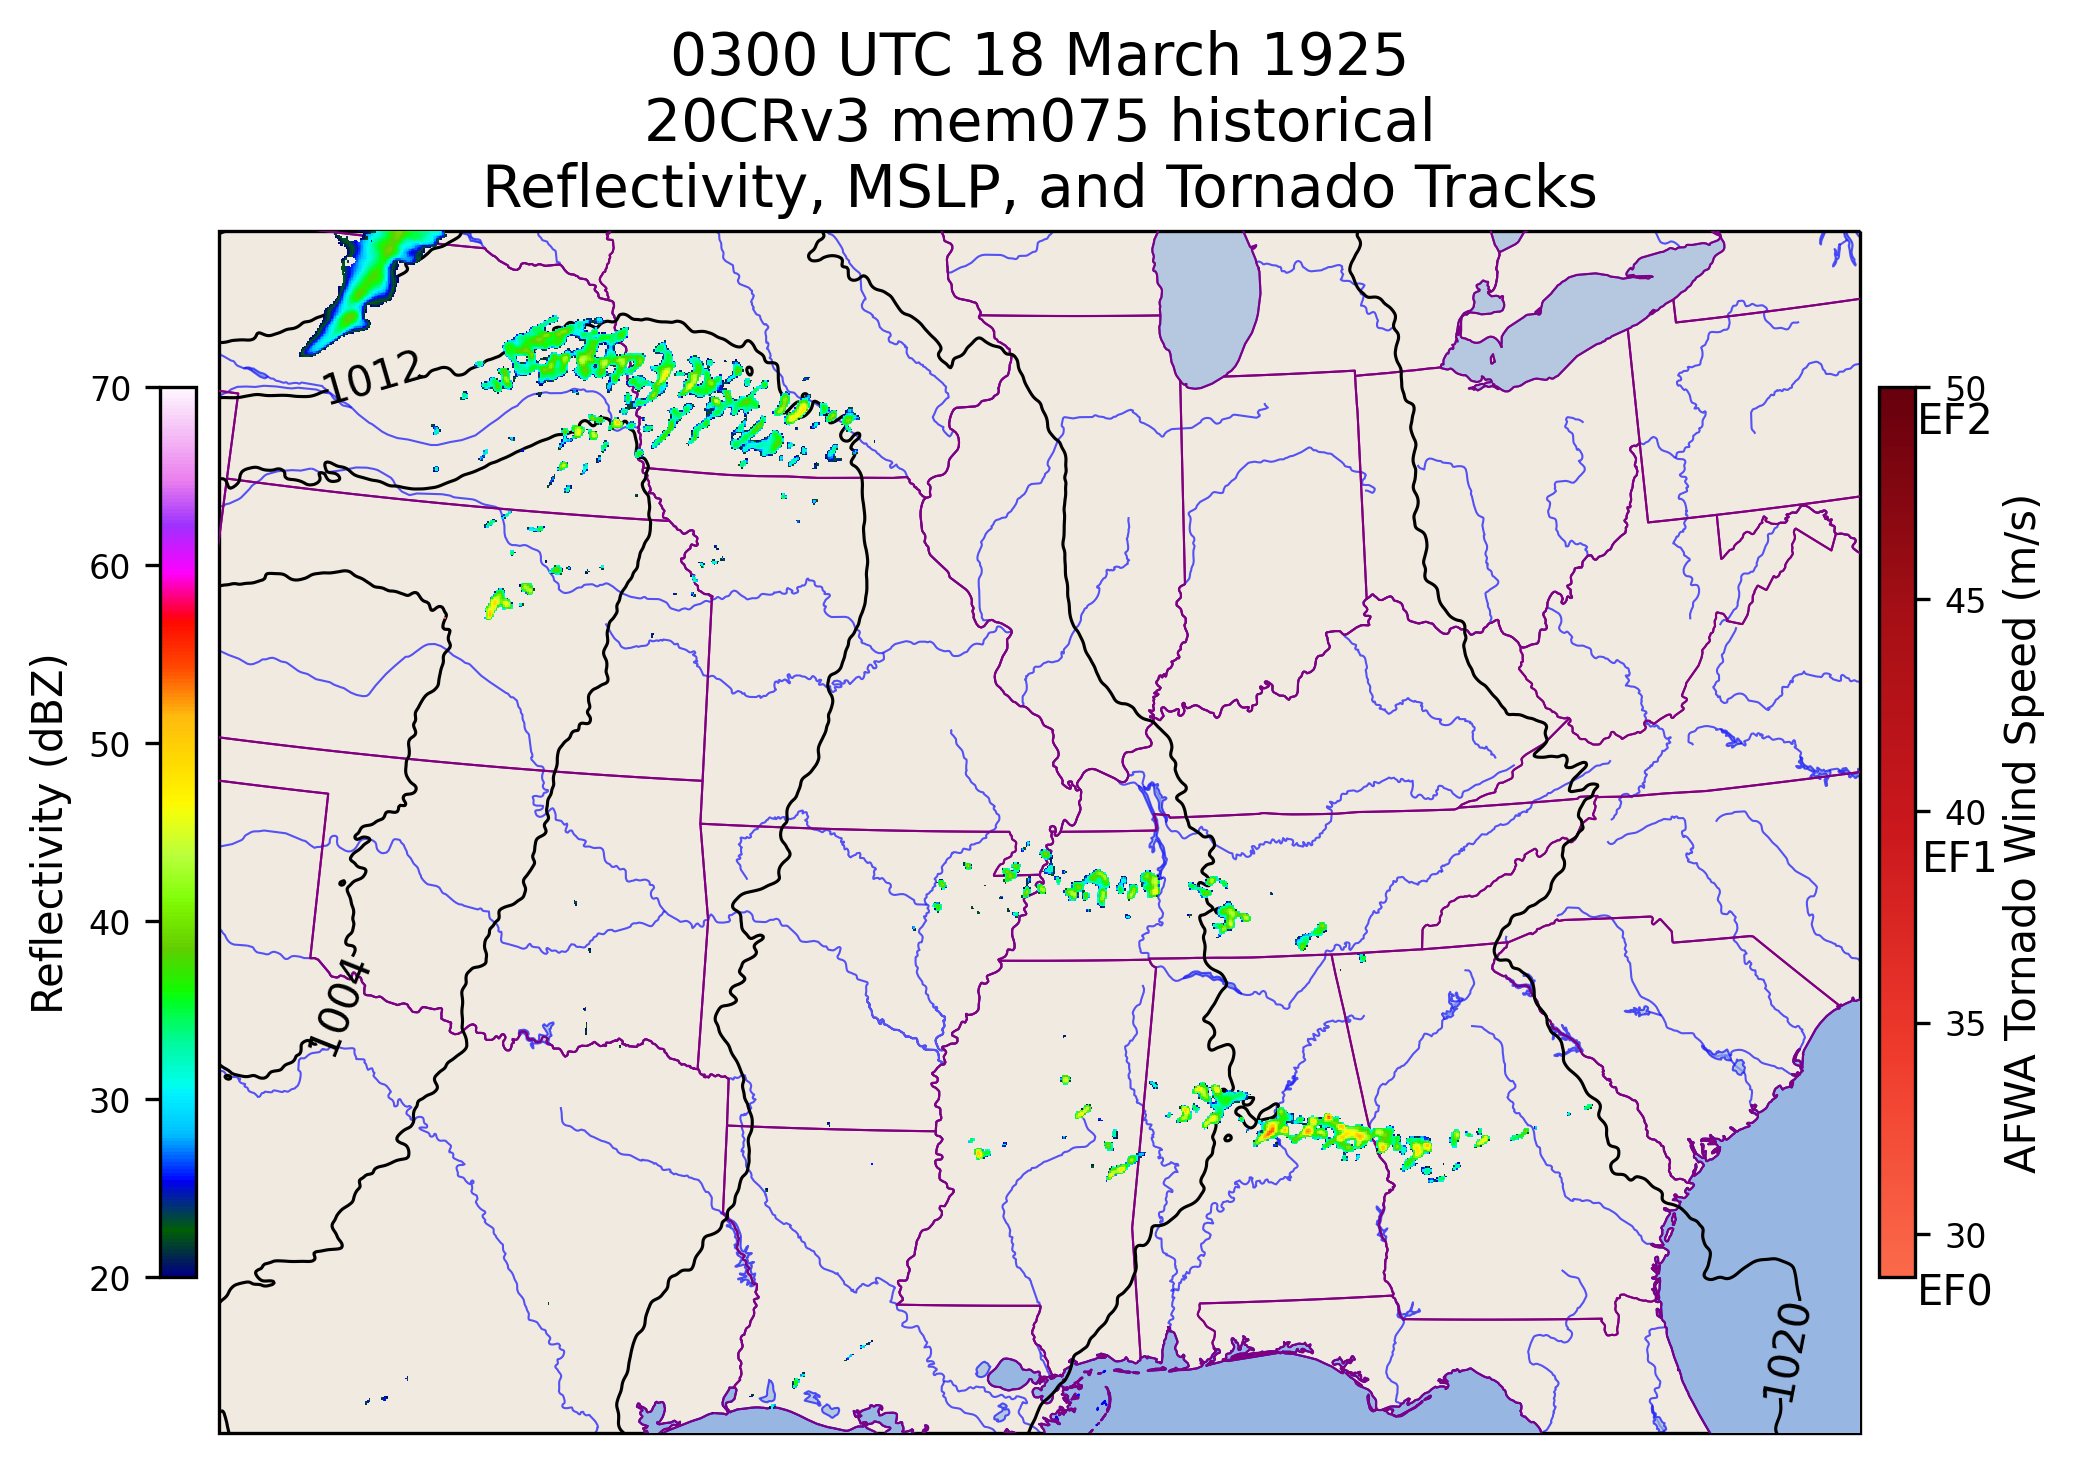 0300 UTC 18 March 1925
20CRv3 mem075 historical
Reflectivity, MSLP, and Tornado Tracks
1012
1004
1020
70
60
50
40
30
20
Reflectivity (dBZ)
50
EF2
45
40
EF1
35
30
EF0
AFWA Tornado Wind Speed (m/s)